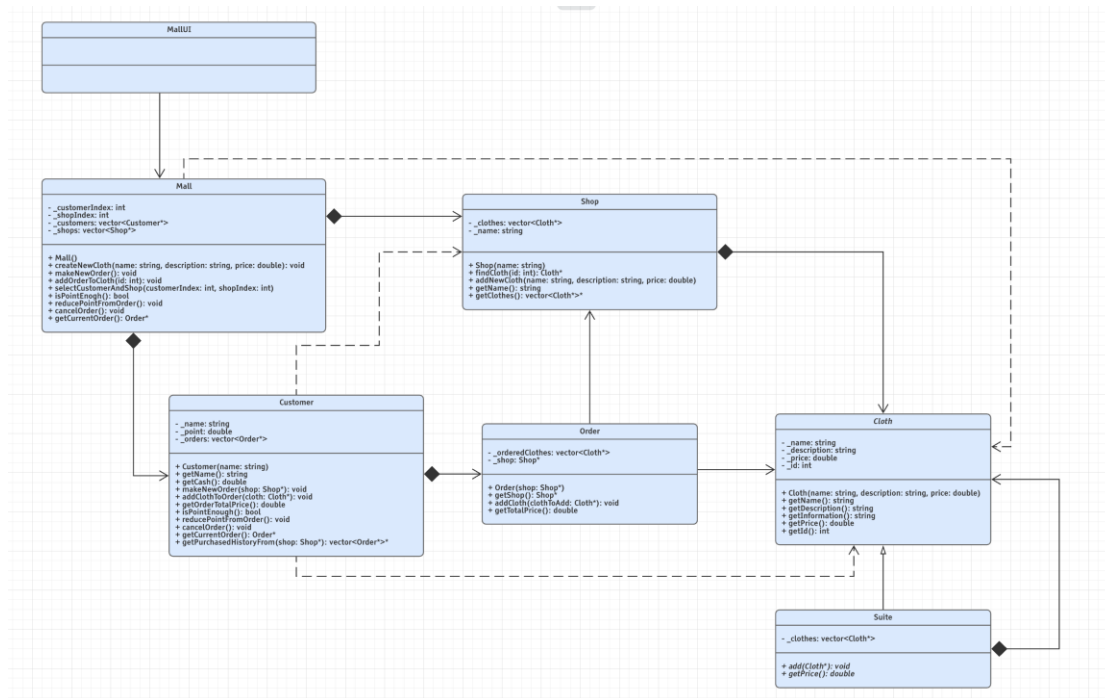 MallUI
Mall
- _customerIndex: int
- _shopIndex: int
- _customers: vector<Customer*>
- _shops: vector<Shop*>
+ Mall()
+ createNewCloth(name: string, description: string, price: double): void
+ makeNewOrder(): void
+ addOrderToCloth(id: int): void
+ selectCustomerAndShop(customerIndex: int, shopIndex: int)
+ isPointEnogh(): bool
+ reducePointFromOrder(): void
+ cancelOrder(): void
+ getCurrentOrder(): Order*
Shop
- _clothes: vector<Cloth*>
- _name: string
+ Shop(name: string)
+ findCloth(id: int): Cloth*
+ addNewCloth(name: string, description: string, price: double)
+ getName(): string
+ getClothes(): vector<Cloth*>*
Customer
- _name: string
- _point: double
- _orders: vector<Order*>
+ Customer(name: string)
+ getName(): string
+ getCash(): double
+ makeNewOrder(shop: Shop*): void
+ addClothToOrder(cloth: Cloth*): void
+ getOrderTotalPrice(): double
+ isPointEnough(): bool
+ reducePointFromOrder(): void
+ cancelOrder(): void
+ getCurrentOrder(): Order*
+ getPurchasedHistoryFrom(shop: Shop*): vector<Order*>*
Order
- _orderedClothes: vector<Cloth*>
- _shop: Shop*
+ Order(shop: Shop*)
+ getShop(): Shop*
+ addCloth(clothToAdd: Cloth*): void
+ getTotalPrice(): double
Cloth
- _name: string
- _description: string
- _price: double
- _id: int
+ Cloth(name: string, description: string, price: double)
+ getName(): string
+ getDescription(): string
+ getInformation(): string
+ getPrice(): double
+ getId(): int
Suite
- _clothes: vector<Cloth*>
+ add(Cloth*): void
+ getPrice(): double